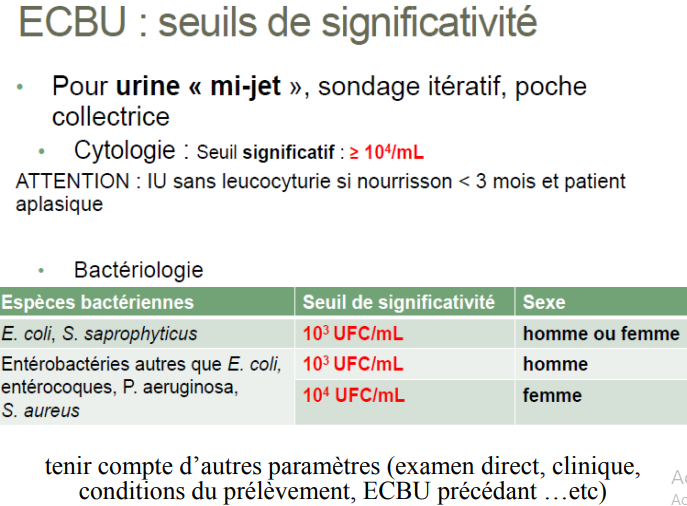 ECBU : seuils de significativité
• Pour urine « mi-jet », sondage itératif, poche
collectrice
• Cytologie : Seuil significatif : ≥ 10⁴/mL
ATTENTION : IU sans leucocyturie si nourrisson < 3 mois et patient
aplasique
• Bactériologie
Espèces bactériennes Seuil de significativité Sexe
E. coli, S. saprophyticus 10³ UFC/mL homme ou femme
Entérobactéries autres que E. coli, 10³ UFC/mL homme
entérocoques, P. aeruginosa, 10⁴ UFC/mL femme
S. aureus
tenir compte d’autres paramètres (examen direct, clinique,
conditions du prélèvement, ECBU précédant …etc)